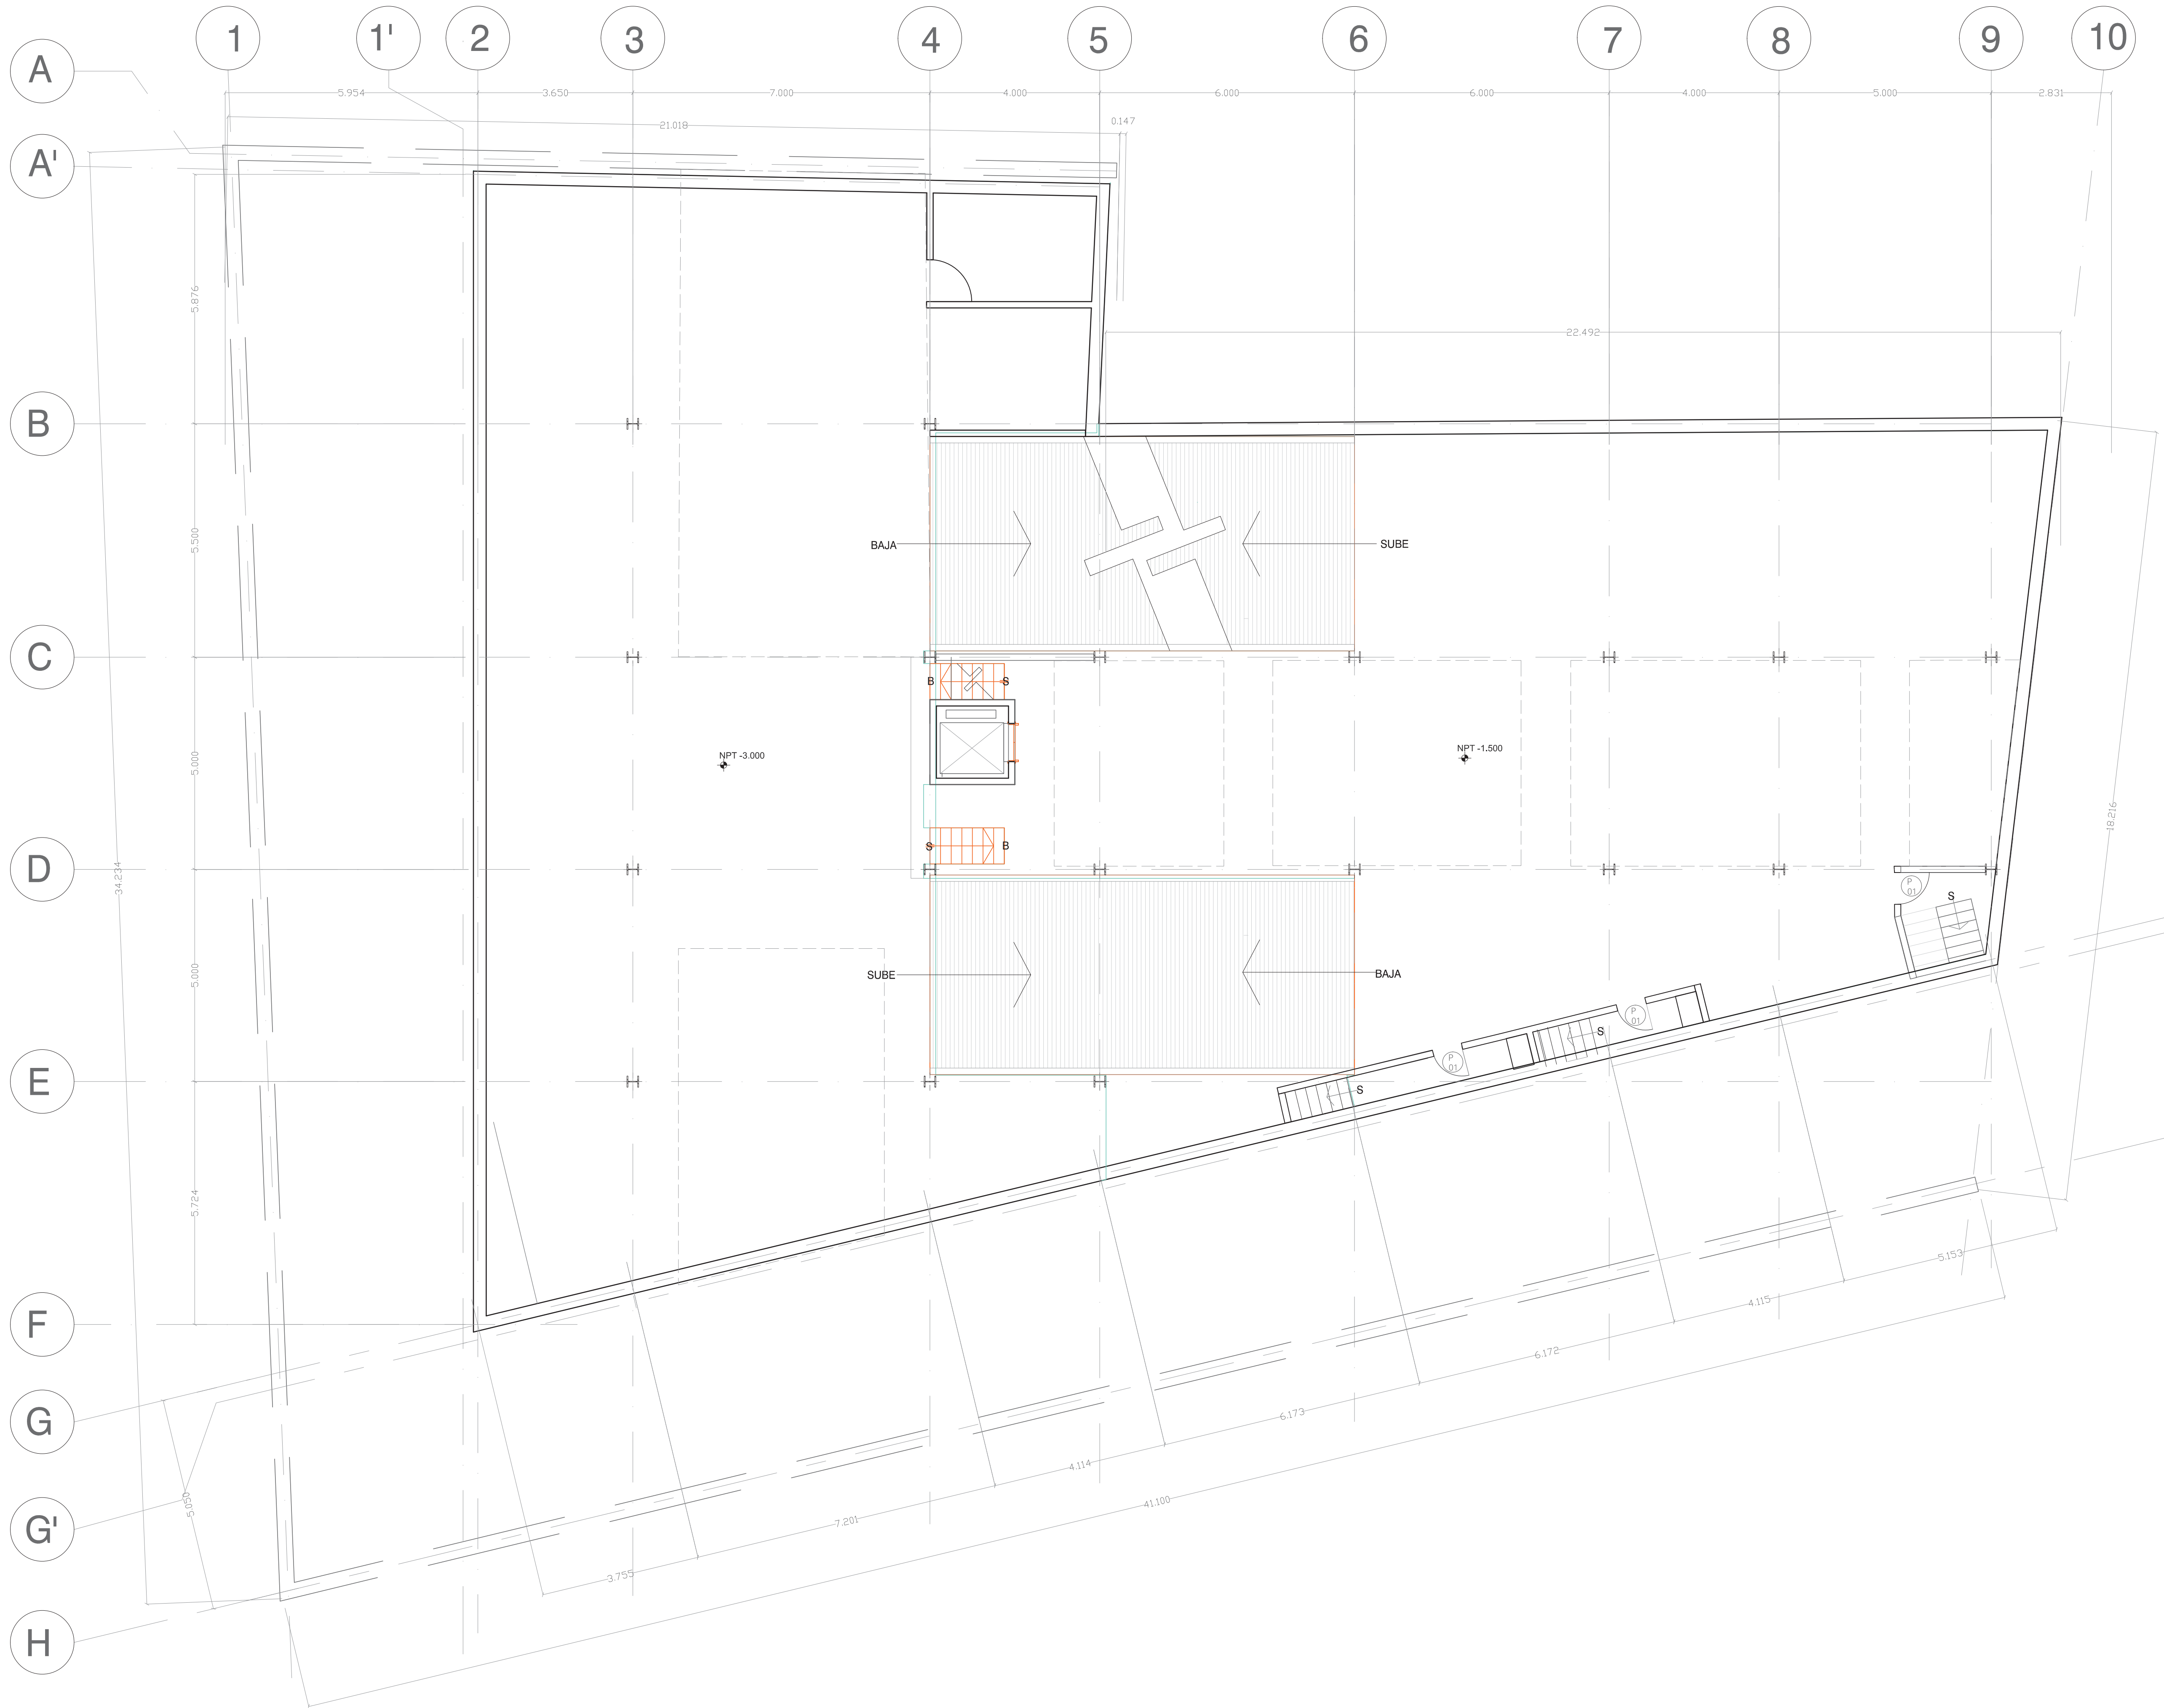 1 1' 2 3 4 5 6 7 8 9 10
A
5.954 3.650 7.000 4.000 6.000 6.000 4.000 5.000 2.831
21.018 0.147
A'
5.876
22.492
B
5.500
BAJA SUBE
C
B S
NPT -3.000 NPT -1.500
5.000
18.216
D
34.234
S B
P
01
S
5.000
SUBE BAJA
P
01
S
P
01
S
E
5.724
F
5.153
4.115
6.172
G
6.173
4.114
5.050
41.100
7.201
G'
3.755
H